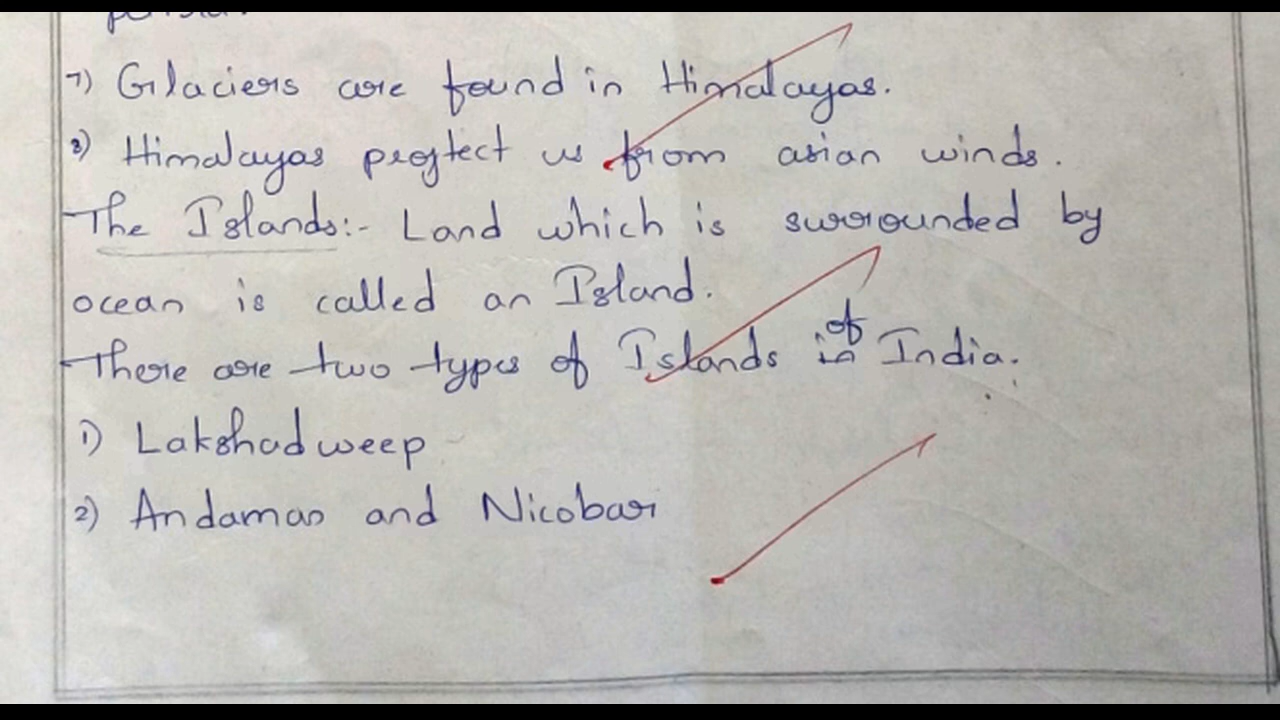 7) Glaciers are found in Himalayas.
8) Himalayas protect us from asian winds.
The Islands:- Land which is surrounded by
ocean is called an Island.
There are two types of Islands in of India.
1) Lakshadweep
2) Andaman and Nicobar